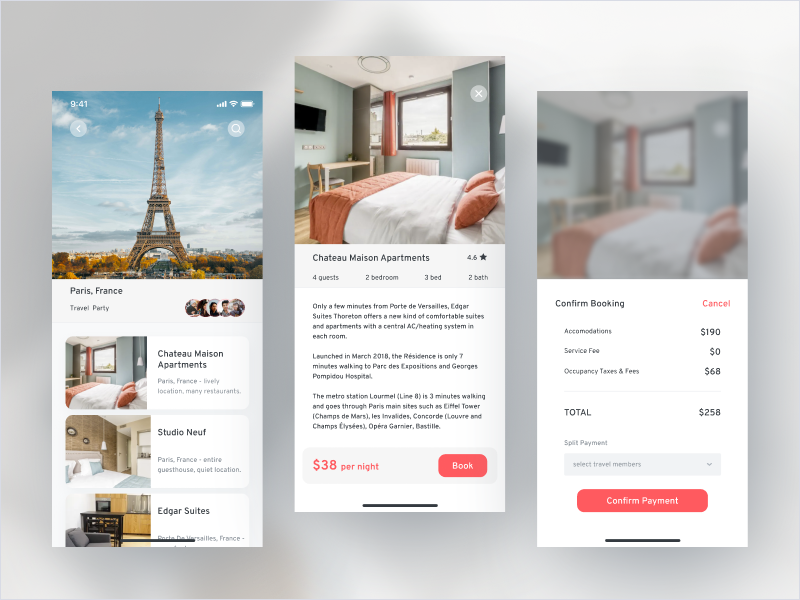 9:41
Paris, France
Travel Party
Chateau Maison
Apartments
Paris, France - lively
location, many restaurants.
Studio Neuf
Paris, France - entire
guesthouse, quiet location.
Edgar Suites
Porte De Versailles, France -
Chateau Maison Apartments
4.6 ★
4 guests 2 bedroom 3 bed 2 bath
Only a few minutes from Porte de Versailles, Edgar
Suites Thoreton offers a new kind of comfortable suites
and apartments with a central AC/heating system in
each room.
Launched in March 2018, the Résidence is only 7
minutes walking to Parc des Expositions and Georges
Pompidou Hospital.
The metro station Lourmel (Line 8) is 3 minutes walking
and goes through Paris main sites such as Eiffel Tower
(Champs de Mars), les Invalides, Concorde (Louvre and
Champs Élysées), Opéra Garnier, Bastille.
$38 per night
Book
Confirm Booking
Cancel
Accomodations $190
Service Fee $0
Occupancy Taxes & Fees $68
TOTAL $258
Split Payment
select travel members
Confirm Payment